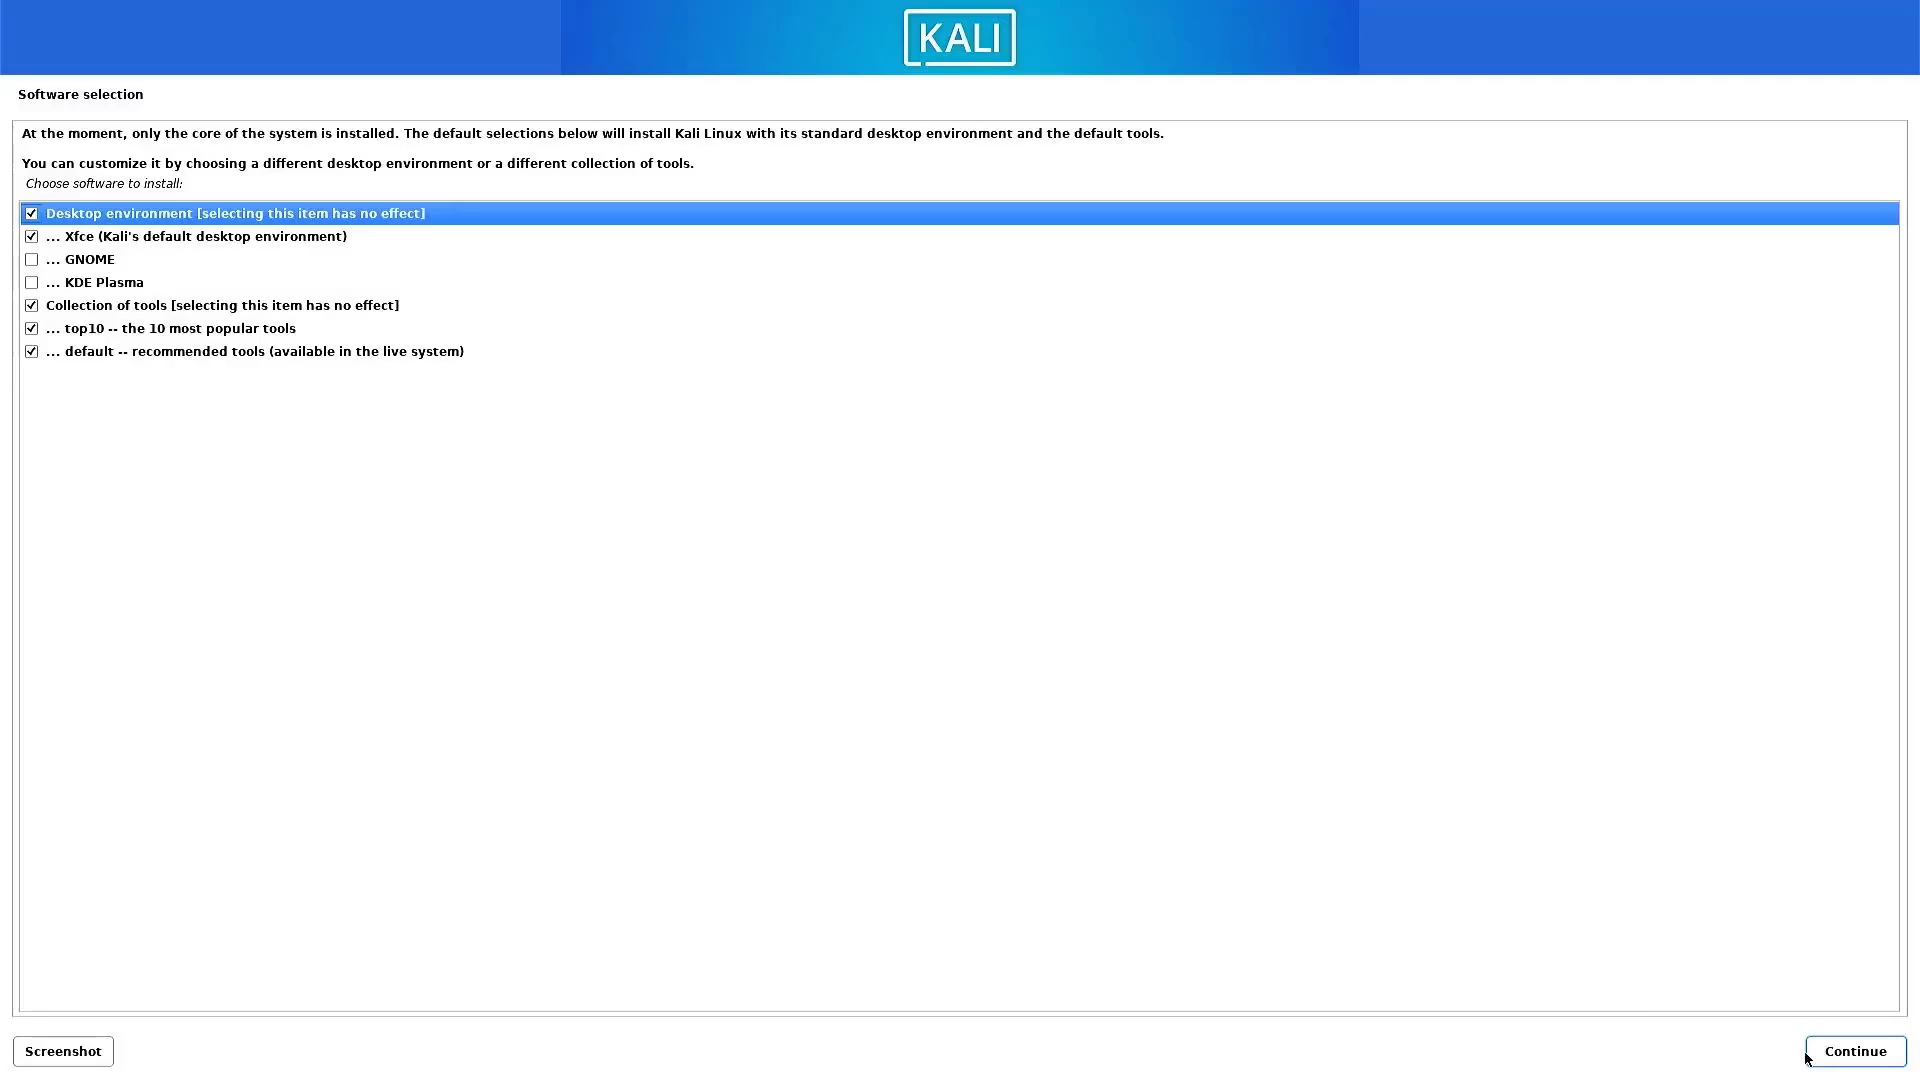 KALI
Software selection
At the moment, only the core of the system is installed. The default selections below will install Kali Linux with its standard desktop environment and the default tools.
You can customize it by choosing a different desktop environment or a different collection of tools.
Choose software to install:
Desktop environment [selecting this item has no effect]
... Xfce (Kali's default desktop environment)
... GNOME
... KDE Plasma
Collection of tools [selecting this item has no effect]
... top10 -- the 10 most popular tools
... default -- recommended tools (available in the live system)
Screenshot
Continue